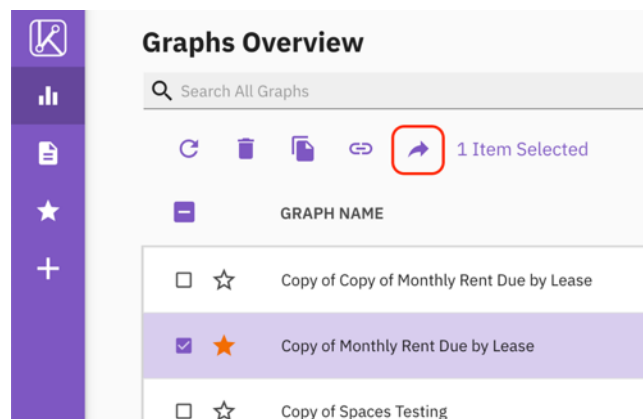 Graphs Overview
Search All Graphs
1 Item Selected
GRAPH NAME
Copy of Copy of Monthly Rent Due by Lease
Copy of Monthly Rent Due by Lease
Copy of Spaces Testing